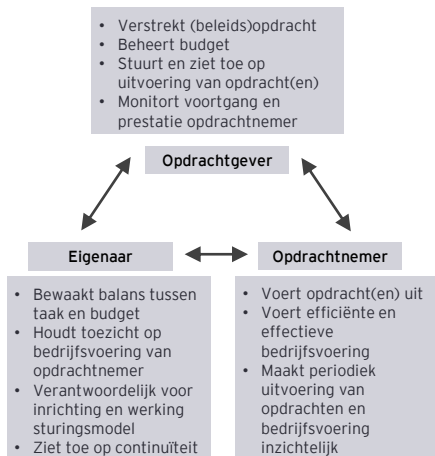 • Verstrekt (beleids)opdracht
• Beheert budget
• Stuurt en ziet toe op
uitvoering van opdracht(en)
• Monitort voortgang en
prestatie opdrachtnemer
Opdrachtgever
Eigenaar
Opdrachtnemer
• Bewaakt balans tussen
taak en budget
• Houdt toezicht op
bedrijfsvoering van
opdrachtnemer
• Verantwoordelijk voor
inrichting en werking
sturingsmodel
• Ziet toe op continuïteit
• Voert opdracht(en) uit
• Voert efficiënte en
effectieve
bedrijfsvoering
• Maakt periodiek
uitvoering van
opdrachten en
bedrijfsvoering
inzichtelijk